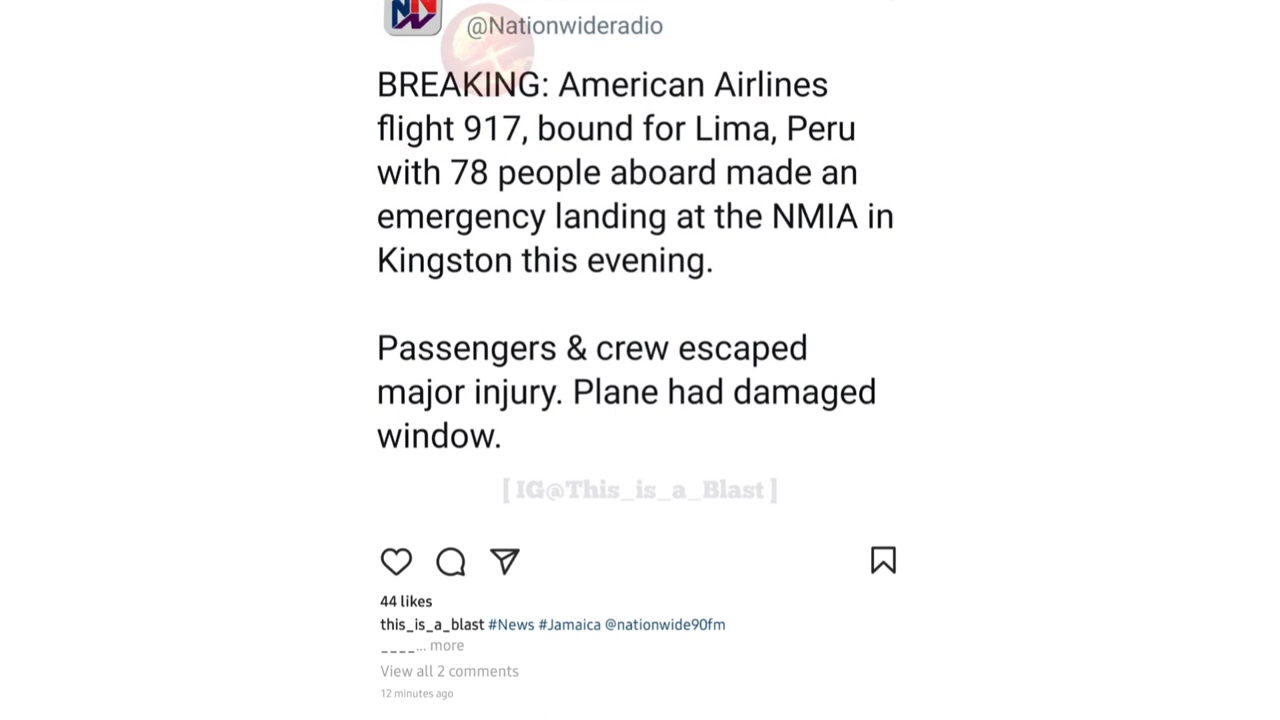 @Nationwideradio
BREAKING: American Airlines
flight 917, bound for Lima, Peru
with 78 people aboard made an
emergency landing at the NMIA in
Kingston this evening.
Passengers & crew escaped
major injury. Plane had damaged
window.
[ IG@This_is_a_Blast ]
44 likes
this_is_a_blast #News #Jamaica @nationwide90fm
____... more
View all 2 comments
12 minutes ago